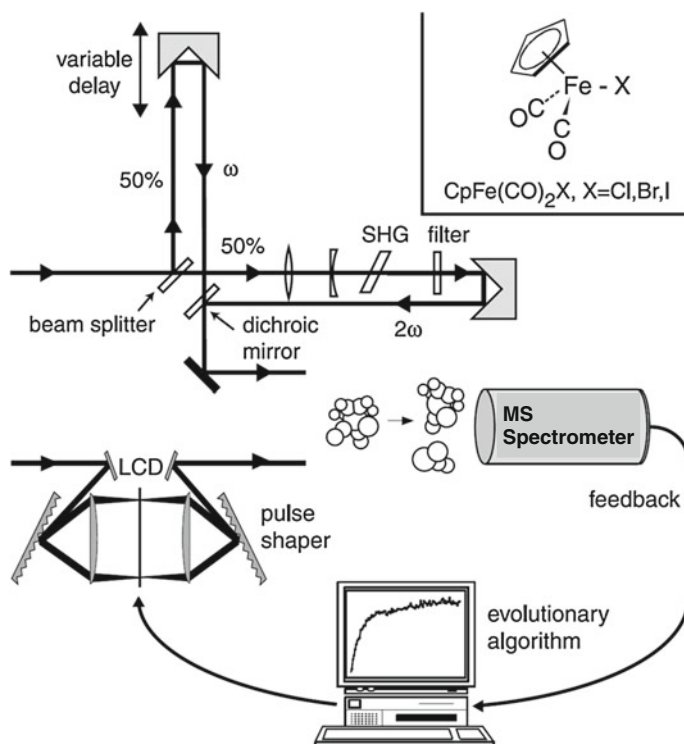 variable
delay
50%
ω
Fe - X
OC
C
O
CpFe(CO)₂X, X=Cl,Br,I
50%
SHG
filter
beam splitter
dichroic
mirror
2ω
MS
Spectrometer
LCD
pulse
shaper
feedback
evolutionary
algorithm